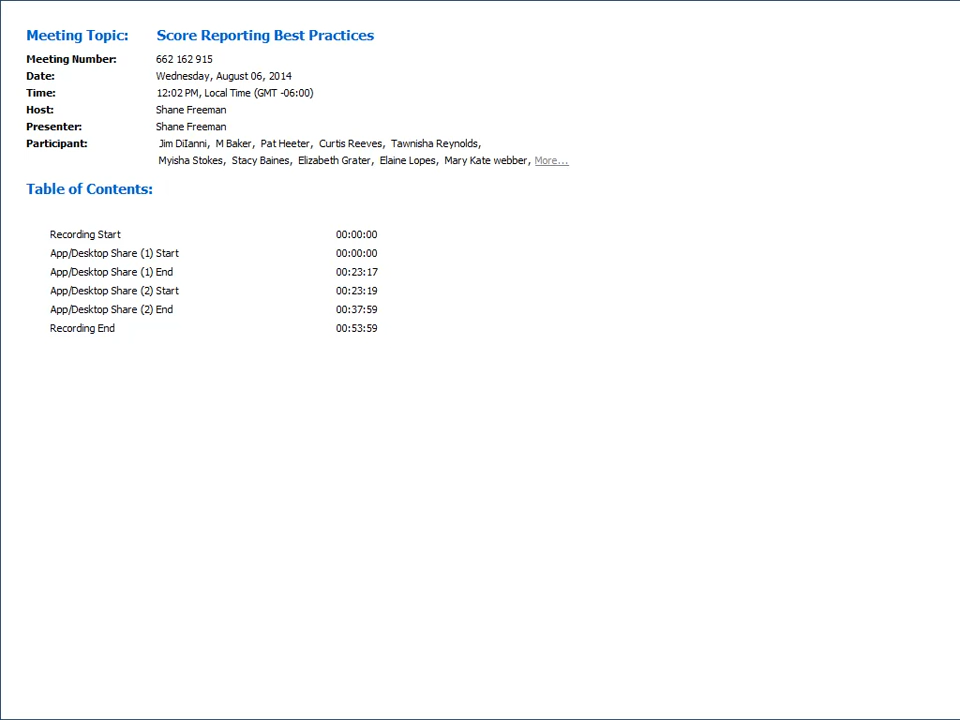 Meeting Topic: Score Reporting Best Practices
Meeting Number: 662 162 915
Date: Wednesday, August 06, 2014
Time: 12:02 PM, Local Time (GMT -06:00)
Host: Shane Freeman
Presenter: Shane Freeman
Participant: Jim DiIanni, M Baker, Pat Heeter, Curtis Reeves, Tawnisha Reynolds,
Myisha Stokes, Stacy Baines, Elizabeth Grater, Elaine Lopes, Mary Kate webber, More...
Table of Contents:
Recording Start 00:00:00
App/Desktop Share (1) Start 00:00:00
App/Desktop Share (1) End 00:23:17
App/Desktop Share (2) Start 00:23:19
App/Desktop Share (2) End 00:37:59
Recording End 00:53:59